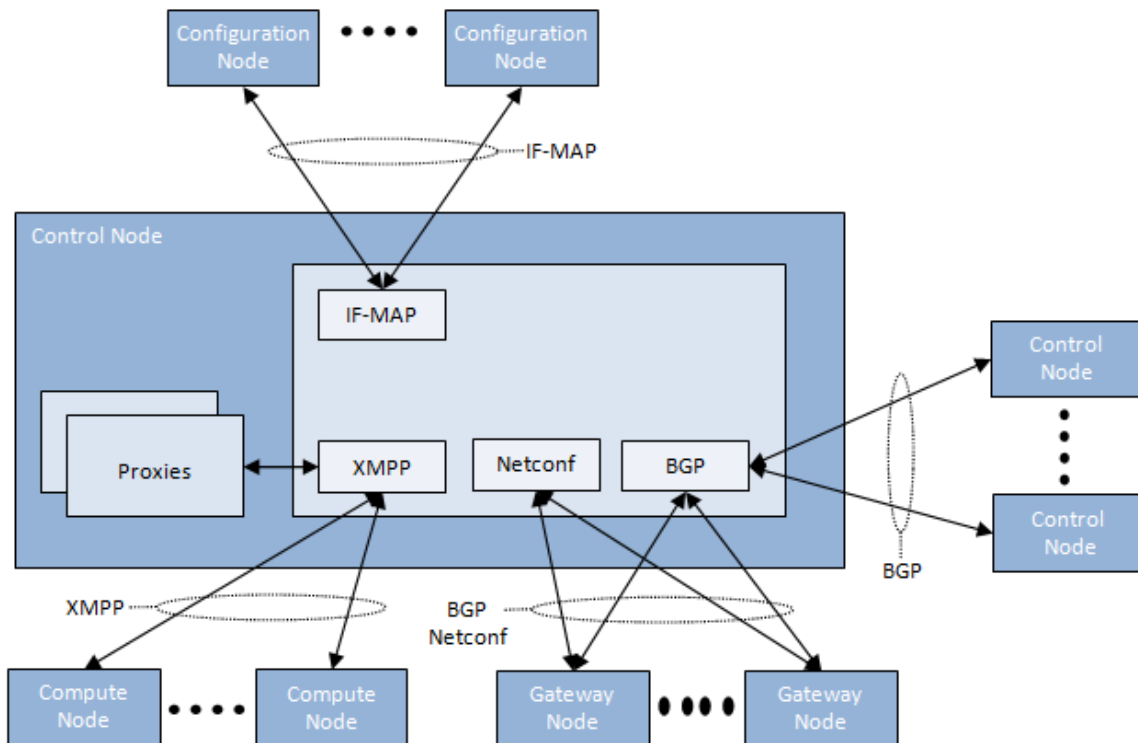 Configuration
Node
Configuration
Node
IF-MAP
Control Node
IF-MAP
Control
Node
Proxies
XMPP
Netconf
BGP
Control
Node
BGP
XMPP
BGP
Netconf
Compute
Node
Compute
Node
Gateway
Node
Gateway
Node